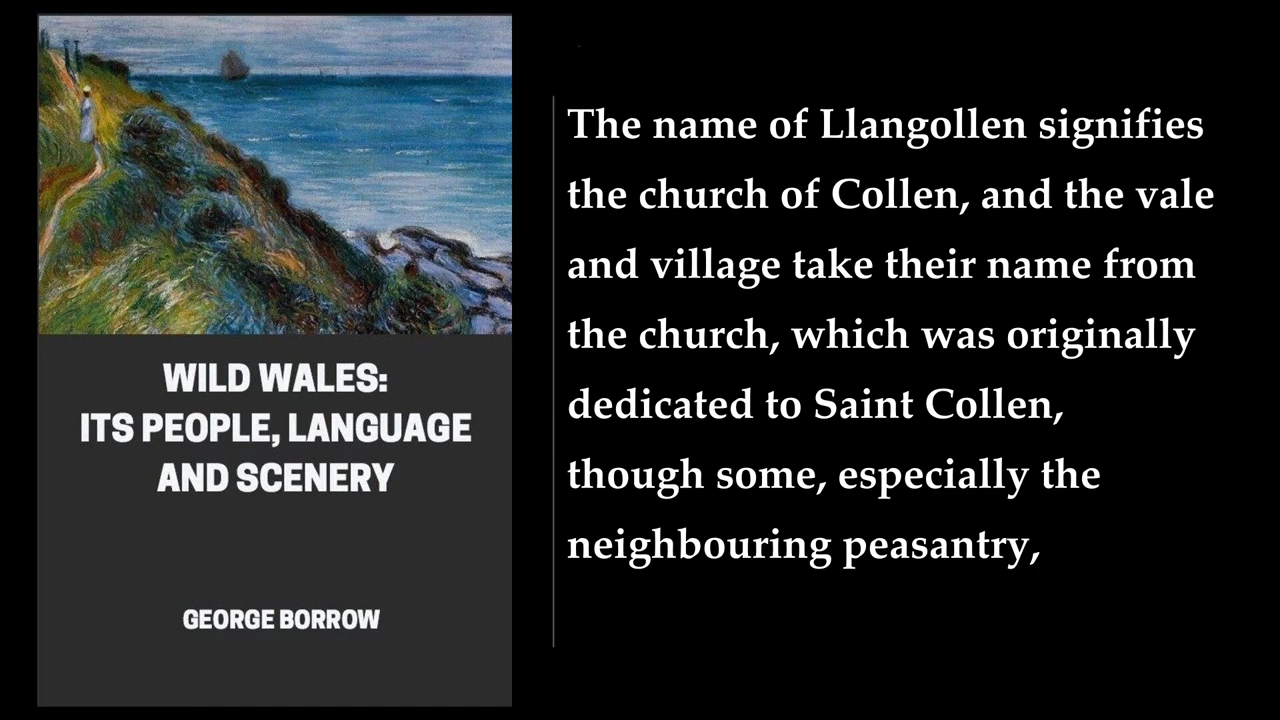 WILD WALES:
ITS PEOPLE, LANGUAGE
AND SCENERY
GEORGE BORROW
The name of Llangollen signifies
the church of Collen, and the vale
and village take their name from
the church, which was originally
dedicated to Saint Collen,
though some, especially the
neighbouring peasantry,